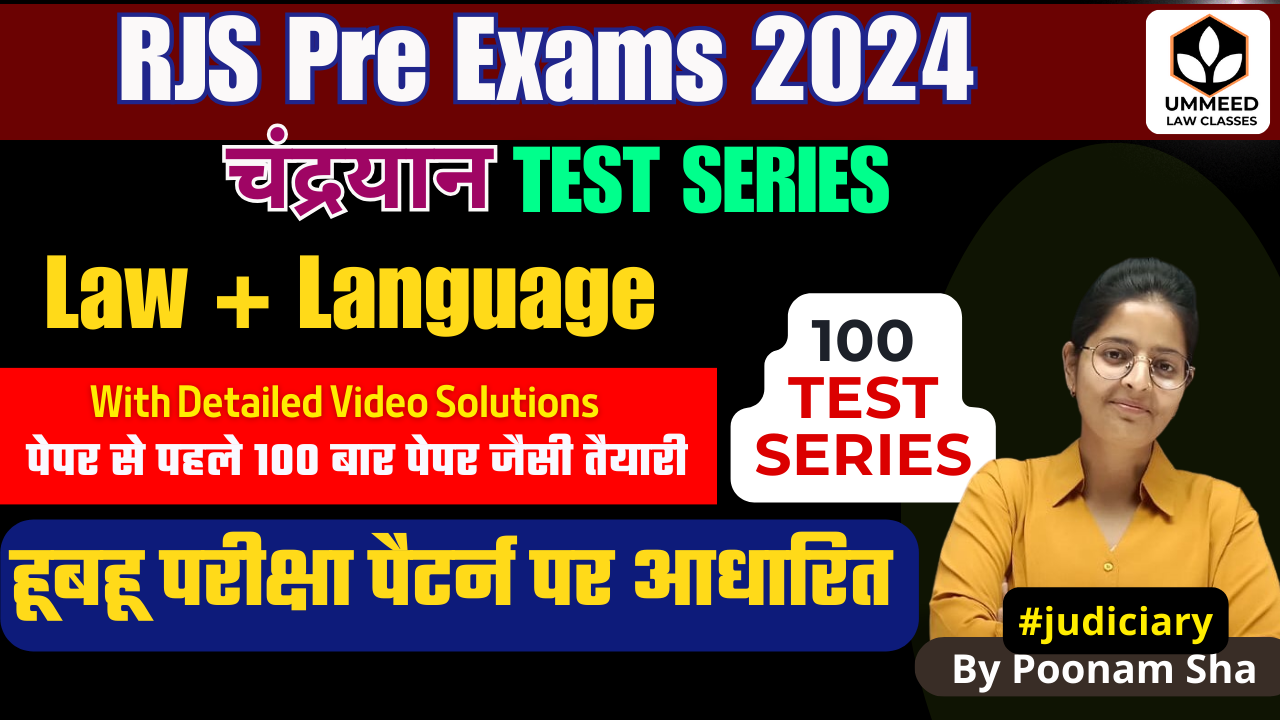 RJS Pre Exams 2024
UMMEED
LAW CLASSES
चंद्रयान TEST SERIES
Law + Language
With Detailed Video Solutions
पेपर से पहले 100 बार पेपर जैसी तैयारी
100
TEST
SERIES
हूबहू परीक्षा पैटर्न पर आधारित
#judiciary
By Poonam Sha